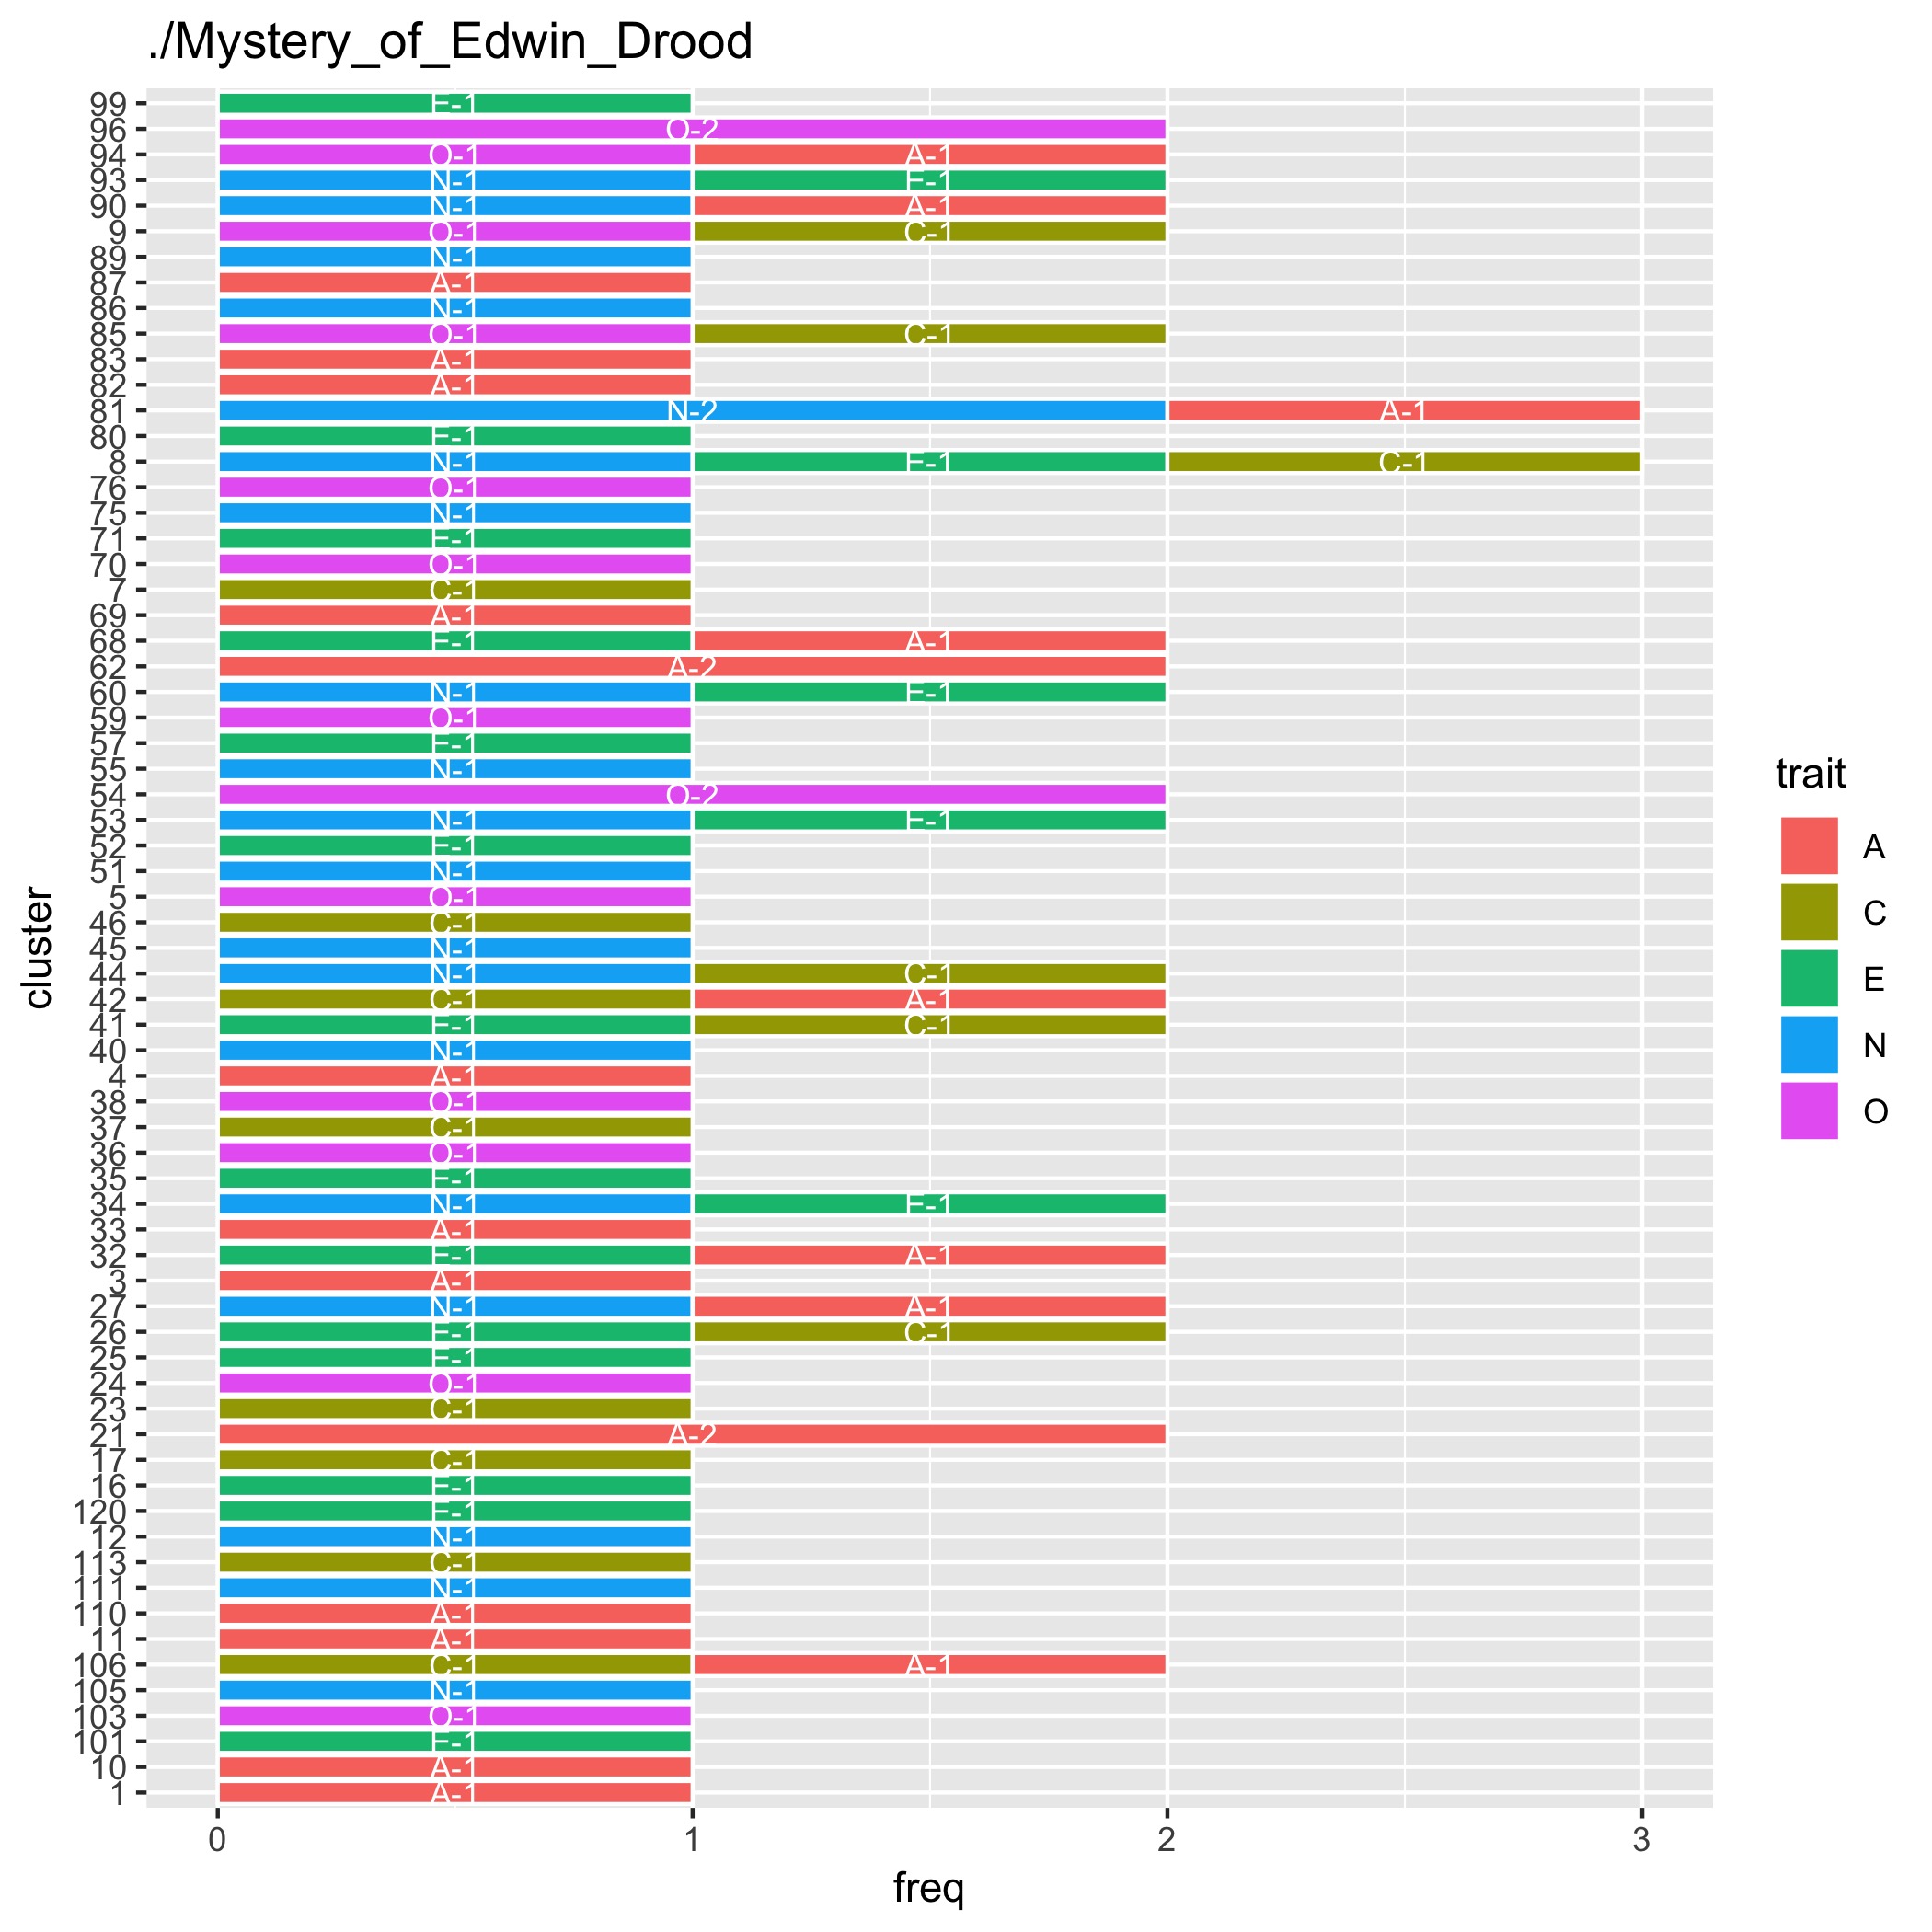 ./Mystery_of_Edwin_Drood
99 E-1
96 O-2
94 O-1 A-1
93 N-1 E-1
90 N-1 A-1
9 O-1 C-1
89 N-1
87 A-1
86 N-1
85 O-1 C-1
83 A-1
82 A-1
81 N-2 A-1
80 E-1
8 N-1 E-1 C-1
76 O-1
75 N-1
71 E-1
70 O-1
7 C-1
69 A-1
68 E-1 A-1
62 A-2
60 N-1 E-1
59 O-1
57 E-1
55 N-1
54 O-2
53 N-1 E-1
52 E-1
51 N-1
5 O-1
46 C-1
45 N-1
44 N-1 C-1
42 C-1 A-1
41 E-1 C-1
40 N-1
4 A-1
38 O-1
37 C-1
36 O-1
35 E-1
34 N-1 E-1
33 A-1
32 E-1 A-1
3 A-1
27 N-1 A-1
26 E-1 C-1
25 E-1
24 O-1
23 C-1
21 A-2
17 C-1
16 E-1
120 E-1
12 N-1
113 C-1
111 N-1
110 A-1
11 A-1
106 C-1 A-1
105 N-1
103 O-1
101 E-1
10 A-1
1 A-1
0 1 2 3
freq
cluster
trait
A
C
E
N
O